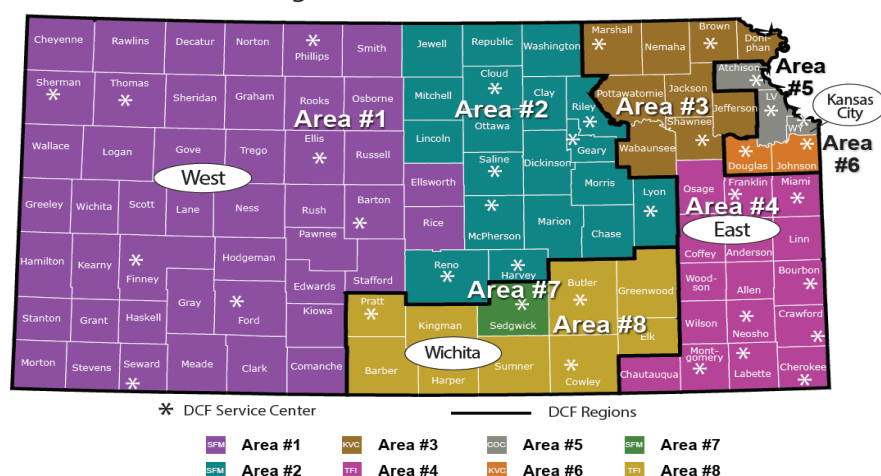 Cheyenne Rawlins Decatur Norton Phillips Smith Jewell Republic Washington Marshall Nemaha Brown Doni-
phan
Sherman Thomas Sheridan Graham Rooks Osborne Mitchell Cloud Clay Riley Pottawatomie Jackson Atchison
Area
#5
Area #1 Area #2 Area #3 Jefferson LV
Kansas
City
Ottawa Shawnee WY
Wallace Logan Gove Trego Ellis Russell Lincoln Saline Dickinson Geary Wabaunsee Douglas Johnson
Area
#6
West
Ellsworth Morris Lyon Osage Franklin Miami
Greeley Wichita Scott Lane Ness Rush Barton Rice McPherson Marion Chase
Area #4
East
Linn
Pawnee
Coffey Anderson
Hamilton Kearny Finney Hodgeman Edwards Stafford Reno Harvey Butler Greenwood Wood-
son Allen Bourbon
Area #7
Gray Ford Kiowa Pratt Kingman Sedgwick
Area #8
Stanton Grant Haskell Elk Wilson Neosho Crawford
Wichita
Morton Stevens Seward Meade Clark Comanche Barber Harper Sumner Cowley Chautauqua Mont-
gomery Labette Cherokee
* DCF Service Center DCF Regions
SFM Area #1 KVC Area #3 COC Area #5 SFM Area #7
SFM Area #2 TFI Area #4 KVC Area #6 TFI Area #8